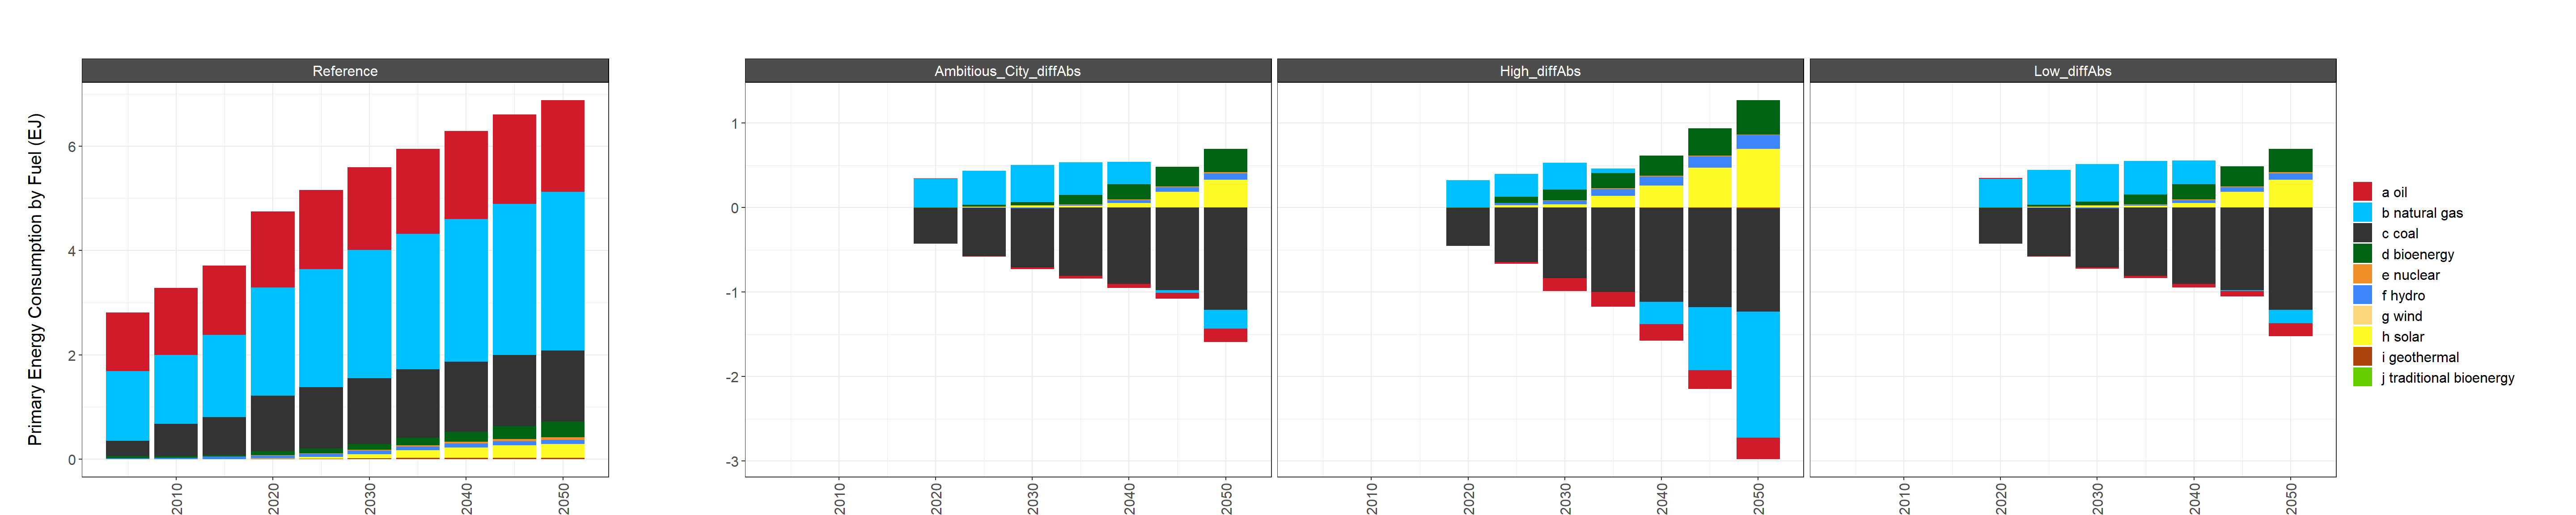 Primary Energy Consumption by Fuel (EJ)
Reference
6
4
2
0
2010
2020
2030
2040
2050
Ambitious_City_diffAbs
High_diffAbs
Low_diffAbs
1
0
-1
-2
-3
2010
2020
2030
2040
2050
2010
2020
2030
2040
2050
2010
2020
2030
2040
2050
a oil
b natural gas
c coal
d bioenergy
e nuclear
f hydro
g wind
h solar
i geothermal
j traditional bioenergy